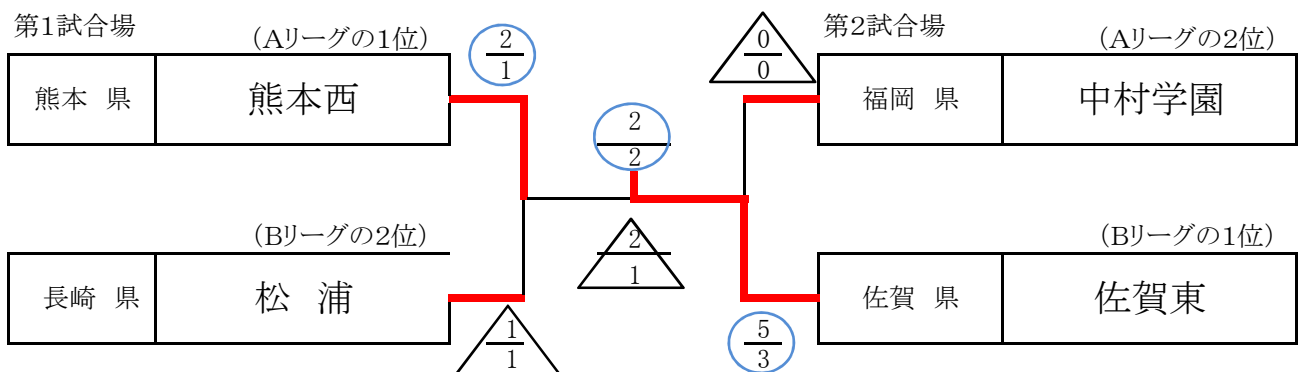 第1試合場
(Aリーグの1位)
2
1
熊本 県
熊本西
(Bリーグの2位)
長崎 県
松 浦
1
1
2
2
2
1
0
0
第2試合場
(Aリーグの2位)
福岡 県
中村学園
(Bリーグの1位)
佐賀 県
佐賀東
5
3